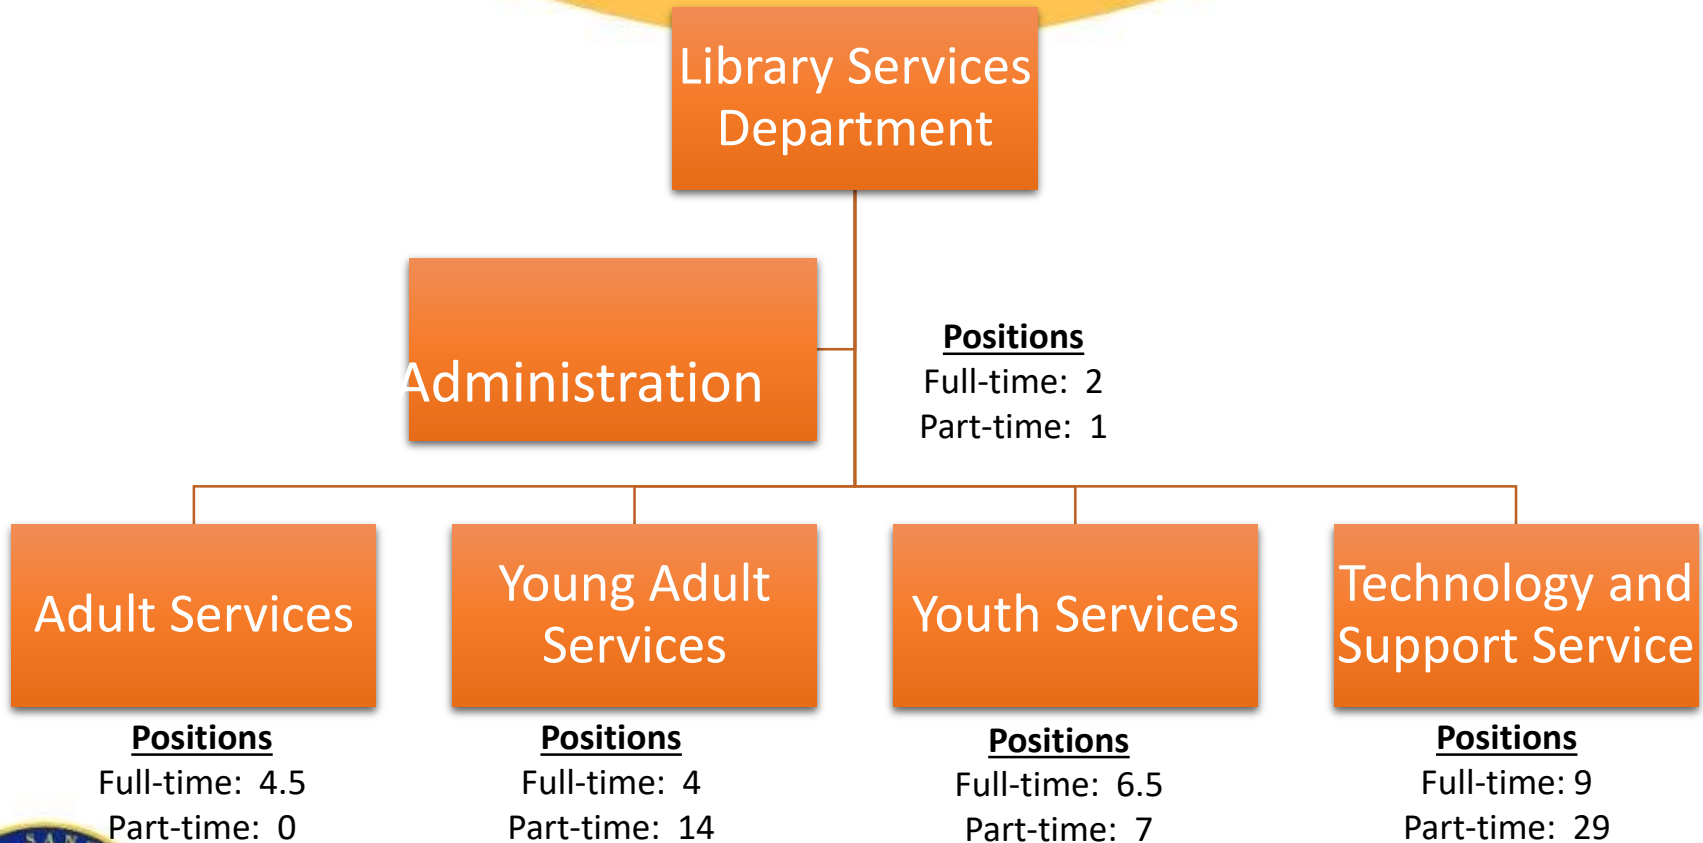 Library Services
Department
Administration
Positions
Full-time: 2
Part-time: 1
Adult Services
Positions
Full-time: 4.5
Part-time: 0
Young Adult
Services
Positions
Full-time: 4
Part-time: 14
Youth Services
Positions
Full-time: 6.5
Part-time: 7
Technology and
Support Service
Positions
Full-time: 9
Part-time: 29